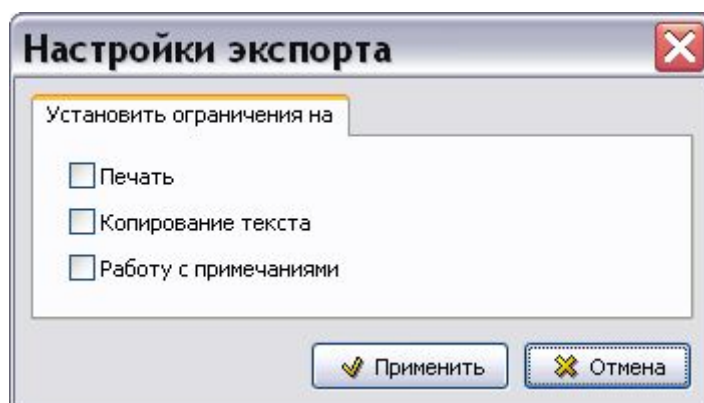 Настройки экспорта
Установить ограничения на
Печать
Копирование текста
Работу с примечаниями
Применить
Отмена